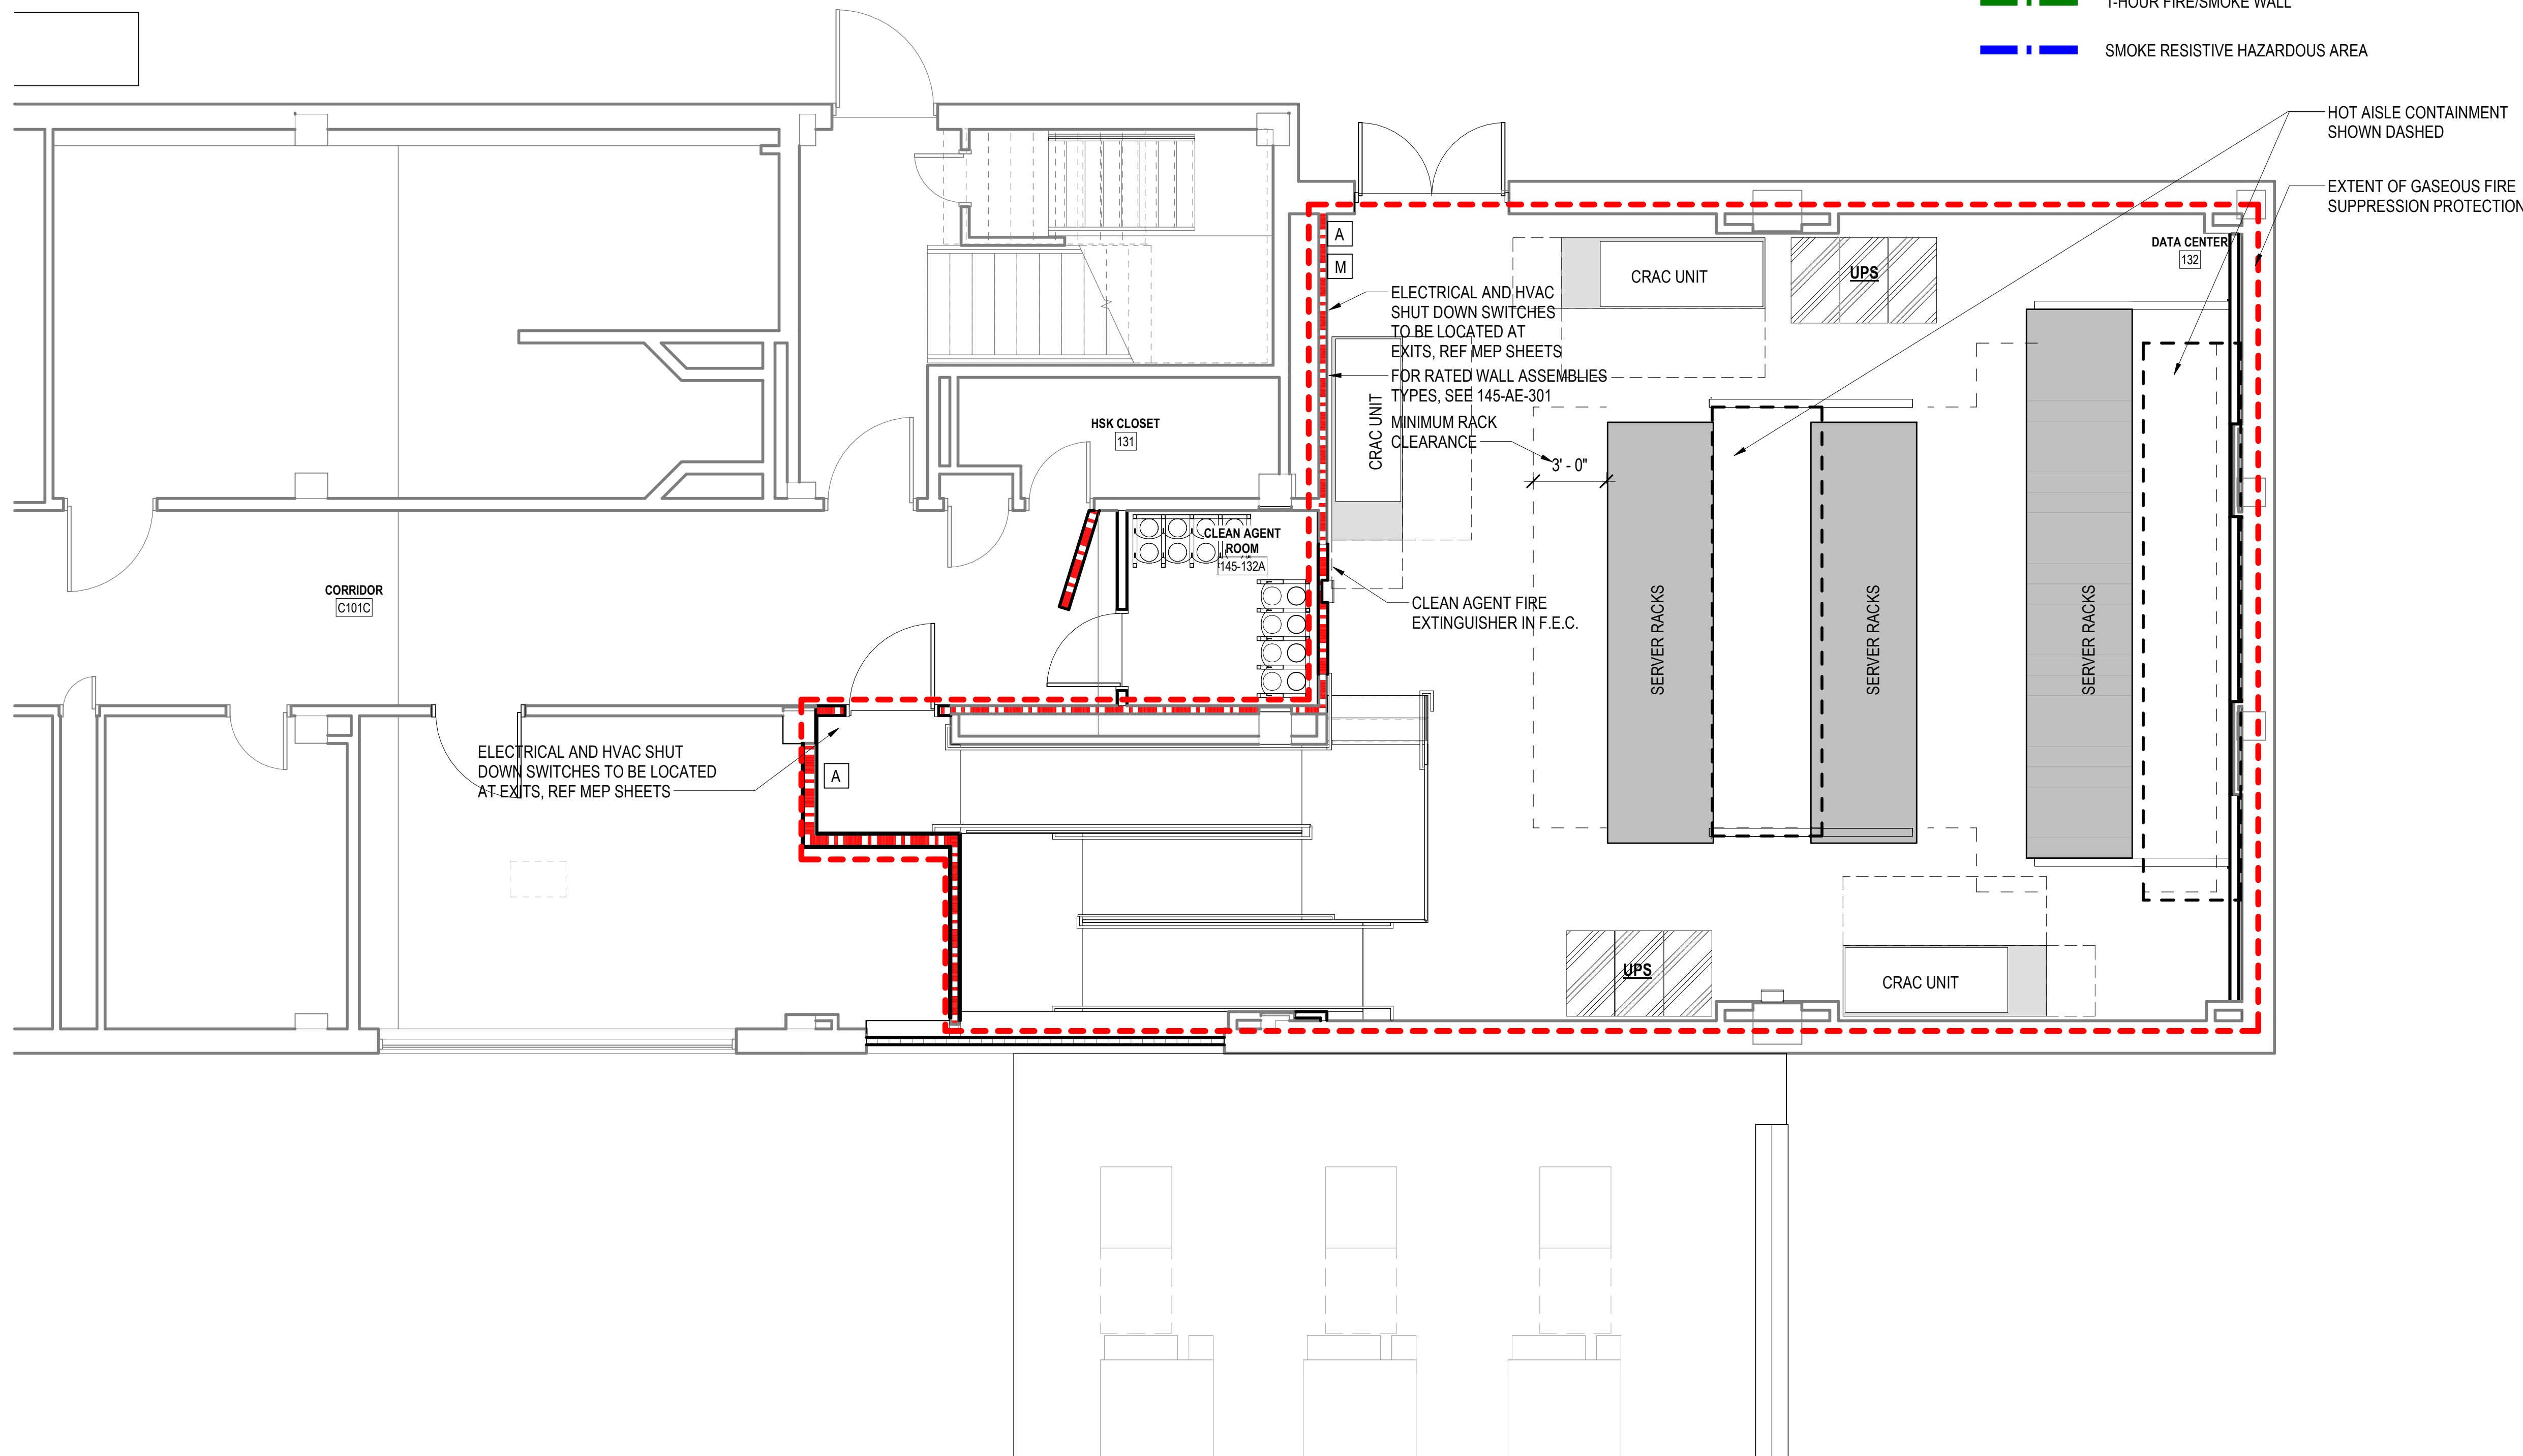 1-HOUR FIRE/SMOKE WALL
SMOKE RESISTIVE HAZARDOUS AREA
HOT AISLE CONTAINMENT
SHOWN DASHED
EXTENT OF GASEOUS FIRE
SUPPRESSION PROTECTION
DATA CENTER
132
A
M
CRAC UNIT
UPS
ELECTRICAL AND HVAC
SHUT DOWN SWITCHES
TO BE LOCATED AT
EXITS, REF MEP SHEETS
FOR RATED WALL ASSEMBLIES
TYPES, SEE 145-AE-301
MINIMUM RACK
CLEARANCE
3' - 0"
CRAC UNIT
HSK CLOSET
131
CLEAN AGENT
ROOM
145-132A
CORRIDOR
C101C
CLEAN AGENT FIRE
EXTINGUISHER IN F.E.C.
SERVER RACKS
SERVER RACKS
SERVER RACKS
ELECTRICAL AND HVAC SHUT
DOWN SWITCHES TO BE LOCATED
AT EXITS, REF MEP SHEETS
A
UPS
CRAC UNIT